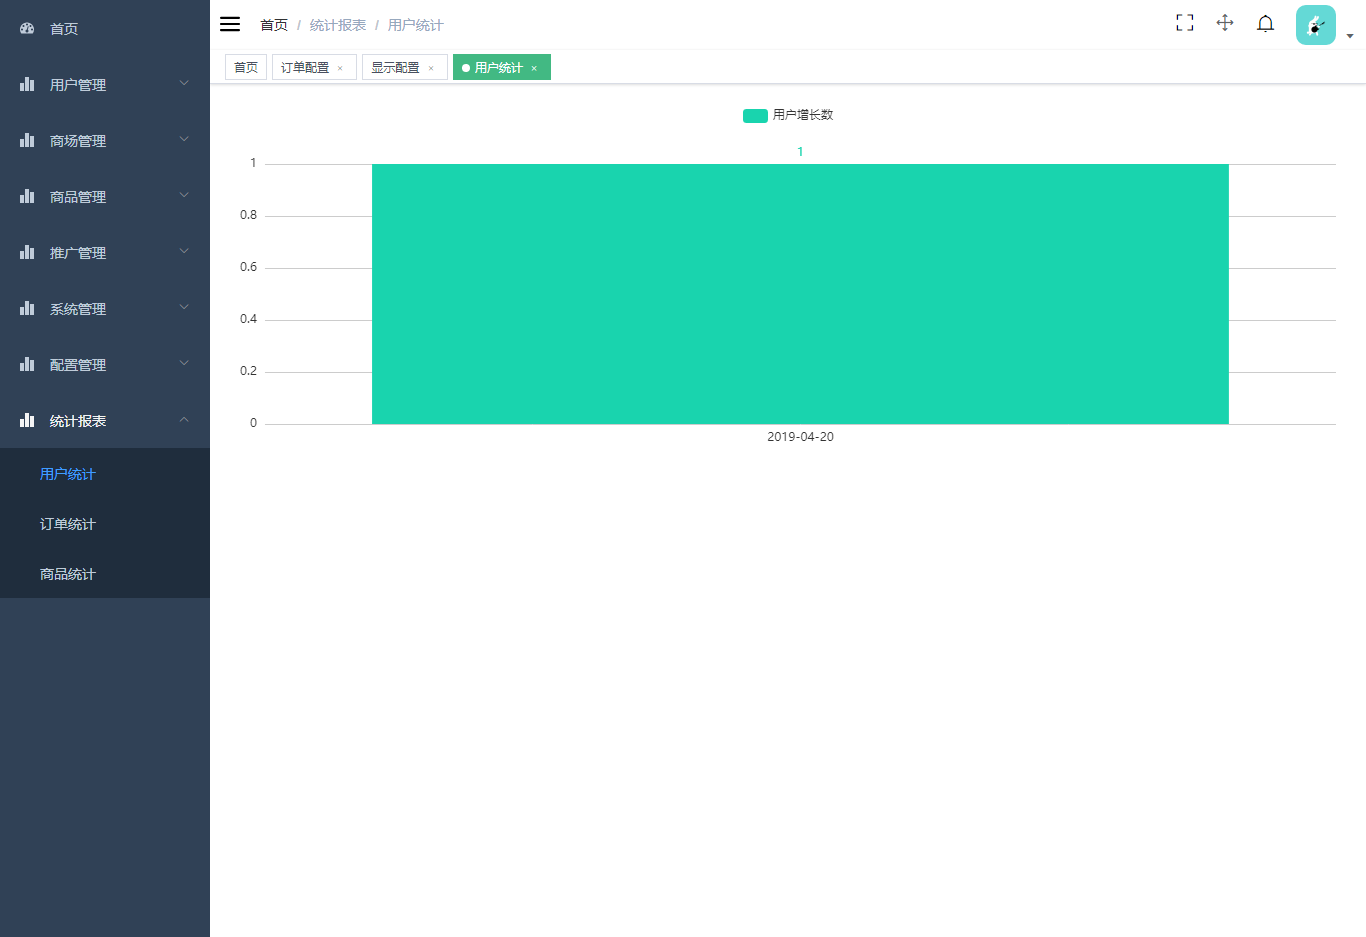 首页
用户管理
商场管理
商品管理
推广管理
系统管理
配置管理
统计报表
用户统计
订单统计
商品统计
首页 / 统计报表 / 用户统计
首页 订单配置 × 显示配置 × 用户统计 ×
用户增长数
1
1
0.8
0.6
0.4
0.2
0
2019-04-20